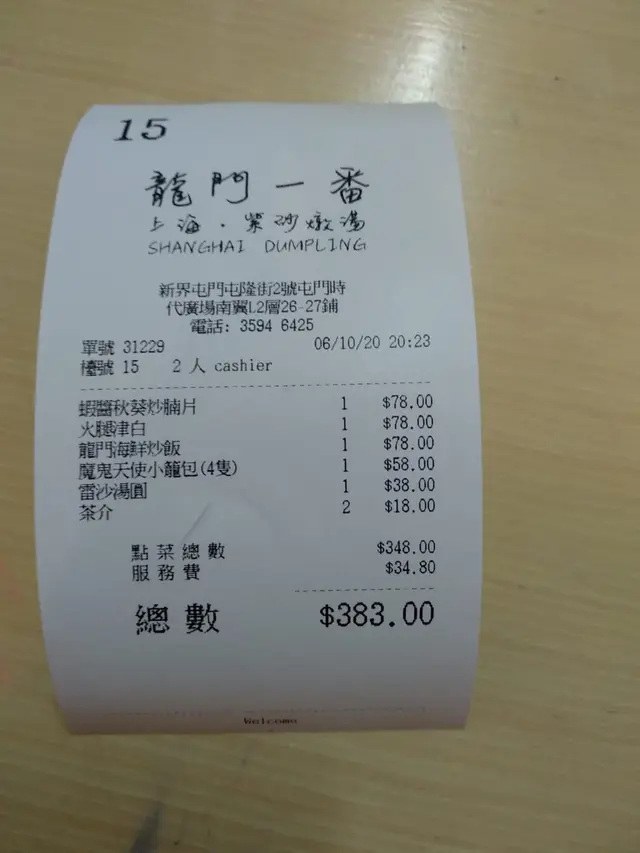 15
龍門一番
上海·紫砂燉湯
SHANGHAI DUMPLING
新界屯門屯隆街2號屯門時
代廣場南翼L2層26-27鋪
電話: 3594 6425
單號 31229 06/10/20 20:23
檯號 15 2 人 cashier
蝦醬秋葵炒腩片 1 $78.00
火腿津白 1 $78.00
龍門海鮮炒飯 1 $78.00
魔鬼天使小籠包(4隻) 1 $58.00
雷沙湯圓 1 $38.00
茶介 2 $18.00
點菜總數 $348.00
服務費 $34.80
總數 $383.00
Welcome